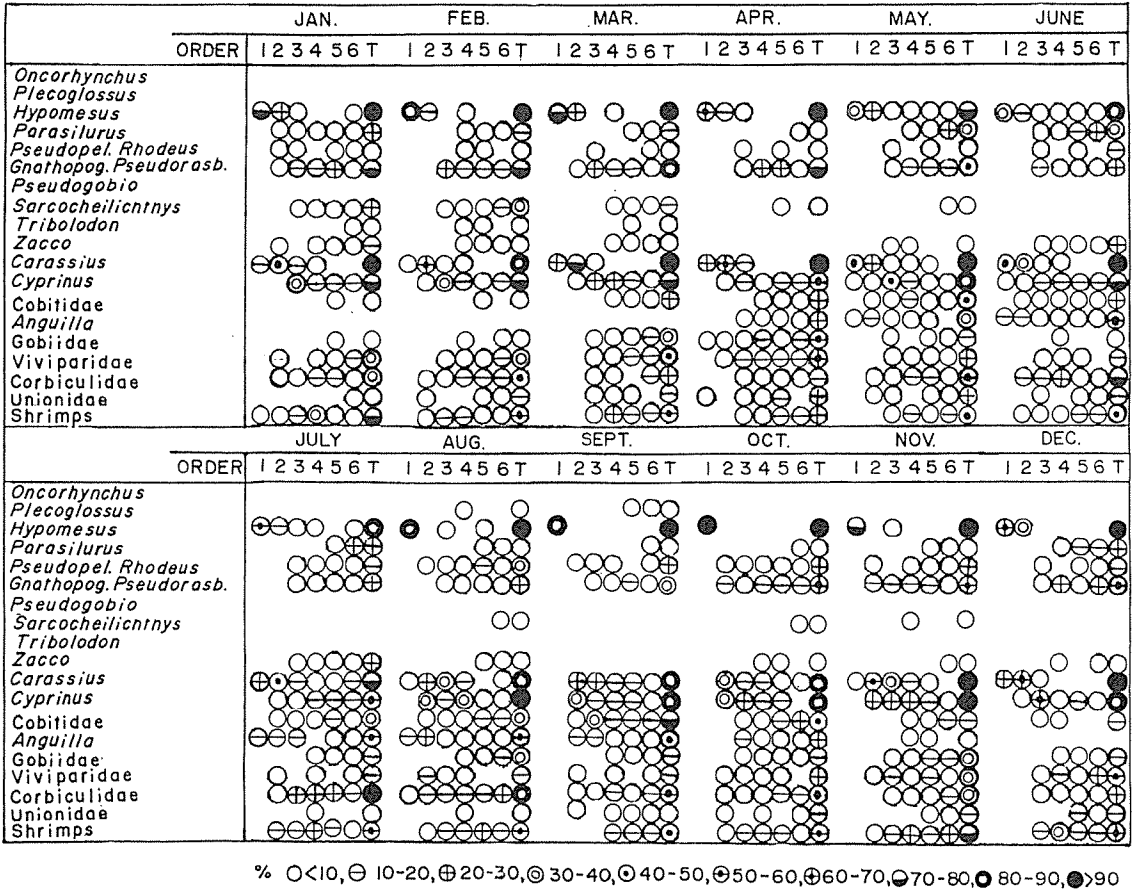 JAN. FEB. MAR. APR. MAY. JUNE
ORDER 1 2 3 4 5 6 T 1 2 3 4 5 6 T 1 2 3 4 5 6 T 1 2 3 4 5 6 T 1 2 3 4 5 6 T 1 2 3 4 5 6 T
Oncorhynchus
Plecoglossus
Hypomesus
Parasilurus
Pseudopel. Rhodeus
Gnathopog. Pseudorasb.
Pseudogobio
Sarcocheilichtnys
Tribolodon
Zacco
Carassius
Cyprinus
Cobitidae
Anguilla
Gobiidae
Viviparidae
Corbiculidae
Unionidae
Shrimps
JULY AUG. SEPT. OCT. NOV. DEC.
ORDER 1 2 3 4 5 6 T 1 2 3 4 5 6 T 1 2 3 4 5 6 T 1 2 3 4 5 6 T 1 2 3 4 5 6 T 1 2 3 4 5 6 T
Oncorhynchus
Plecoglossus
Hypomesus
Parasilurus
Pseudopel. Rhodeus
Gnathopog. Pseudorasb.
Pseudogobio
Sarcocheilichtnys
Tribolodon
Zacco
Carassius
Cyprinus
Cobitidae
Anguilla
Gobiidae
Viviparidae
Corbiculidae
Unionidae
Shrimps
% <10, 10-20, 20-30, 30-40, 40-50, 50-60, 60-70, 70-80, 80-90, >90